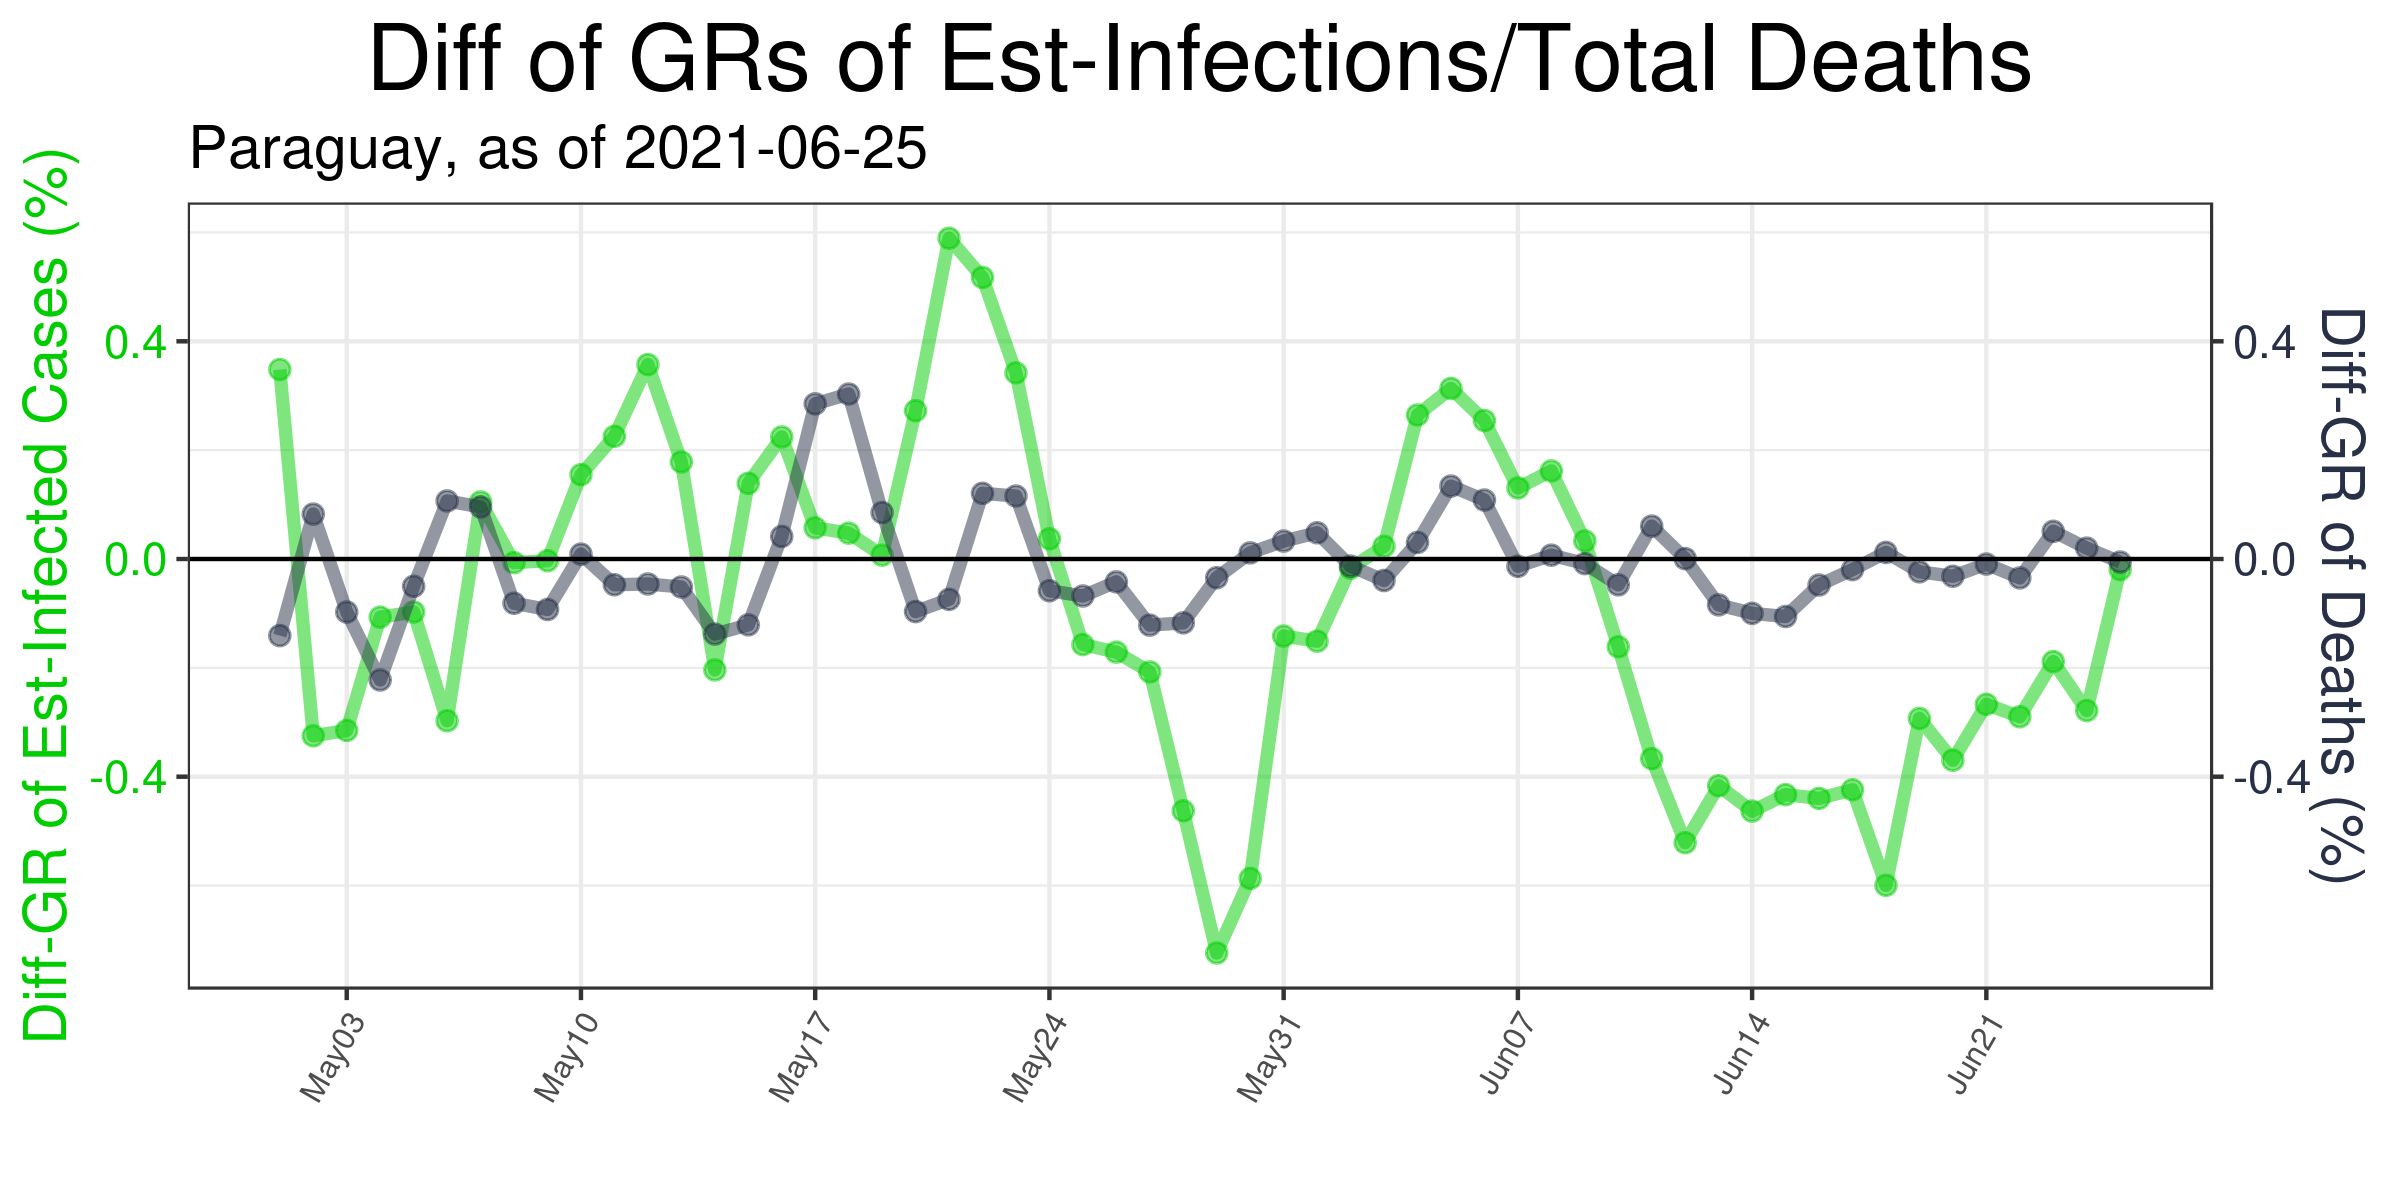 Diff of GRs of Est-Infections/Total Deaths
Paraguay, as of 2021-06-25
Diff-GR of Est-Infected Cases (%)
0.4
0.0
-0.4
0.4
0.0
-0.4
Diff-GR of Deaths (%)
May03
May10
May17
May24
May31
Jun07
Jun14
Jun21